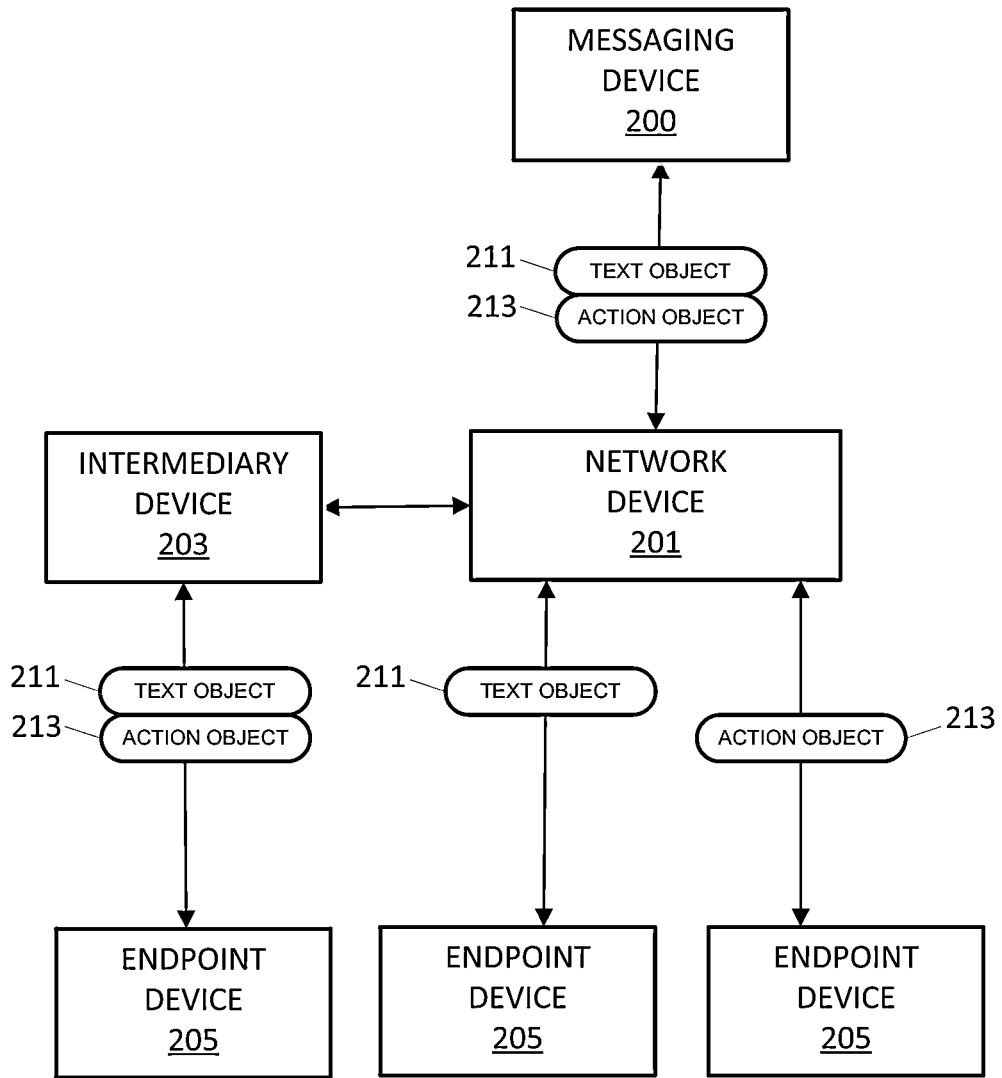 MESSAGING
DEVICE
200
211
TEXT OBJECT
213
ACTION OBJECT
INTERMEDIARY
DEVICE
203
NETWORK
DEVICE
201
211
TEXT OBJECT
213
ACTION OBJECT
211
TEXT OBJECT
ACTION OBJECT
213
ENDPOINT
DEVICE
205
ENDPOINT
DEVICE
205
ENDPOINT
DEVICE
205